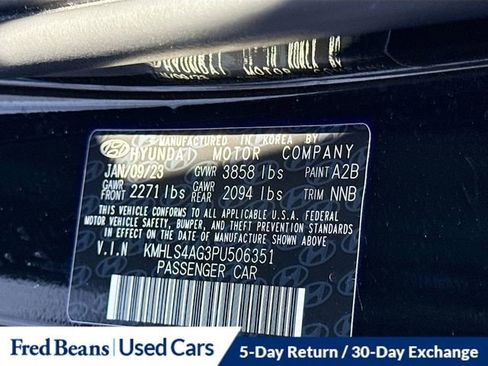 MANUFACTURED IN KOREA BY
HYUNDAI MOTOR COMPANY
JAN/09/23 GVWR 3858 lbs PAINT A2B
GAWR FRONT 2271 lbs GAWR REAR 2094 lbs TRIM NNB
THIS VEHICLE CONFORMS TO ALL APPLICABLE U.S.A. FEDERAL
MOTOR VEHICLE SAFETY, BUMPER, AND THEFT PREVENTION STANDARDS
IN EFFECT ON THE DATE OF MANUFACTURE SHOWN ABOVE.
V.I.N KMHLS4AG3PU506351
PASSENGER CAR
Fred Beans Used Cars 5-Day Return / 30-Day Exchange